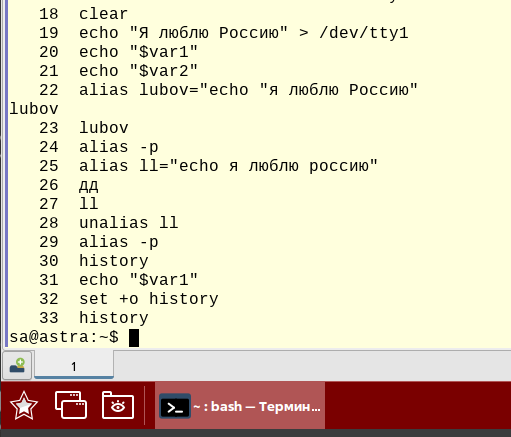 18  clear
19  echo "Я люблю Россию" > /dev/tty1
20  echo "$var1"
21  echo "$var2"
22  alias lubov="echo "я люблю Россию"
lubov
23  lubov
24  alias -p
25  alias ll="echo я люблю россию"
26  дд
27  ll
28  unalias ll
29  alias -p
30  history
31  echo "$var1"
32  set +o history
33  history
sa@astra:~$
1
~ : bash — Термин...